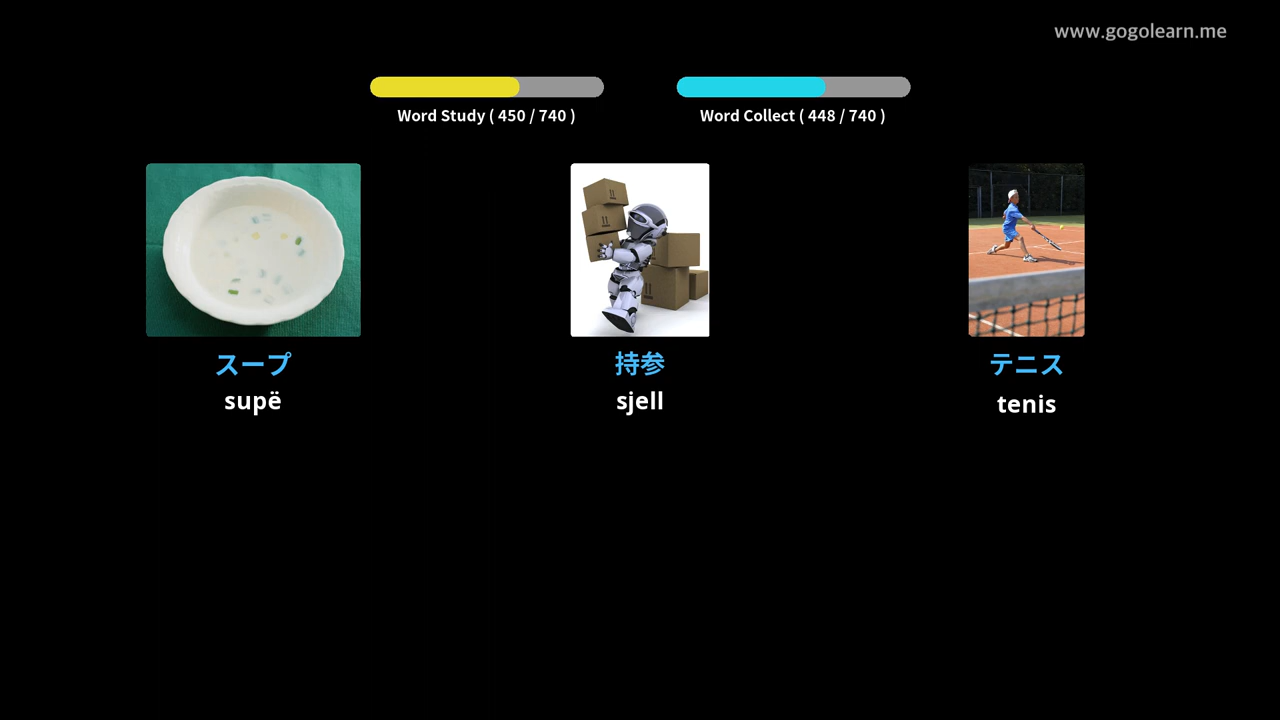 www.gogolearn.me
Word Study ( 450 / 740 )
Word Collect ( 448 / 740 )
スープ
持参
テニス
supë
sjell
tenis